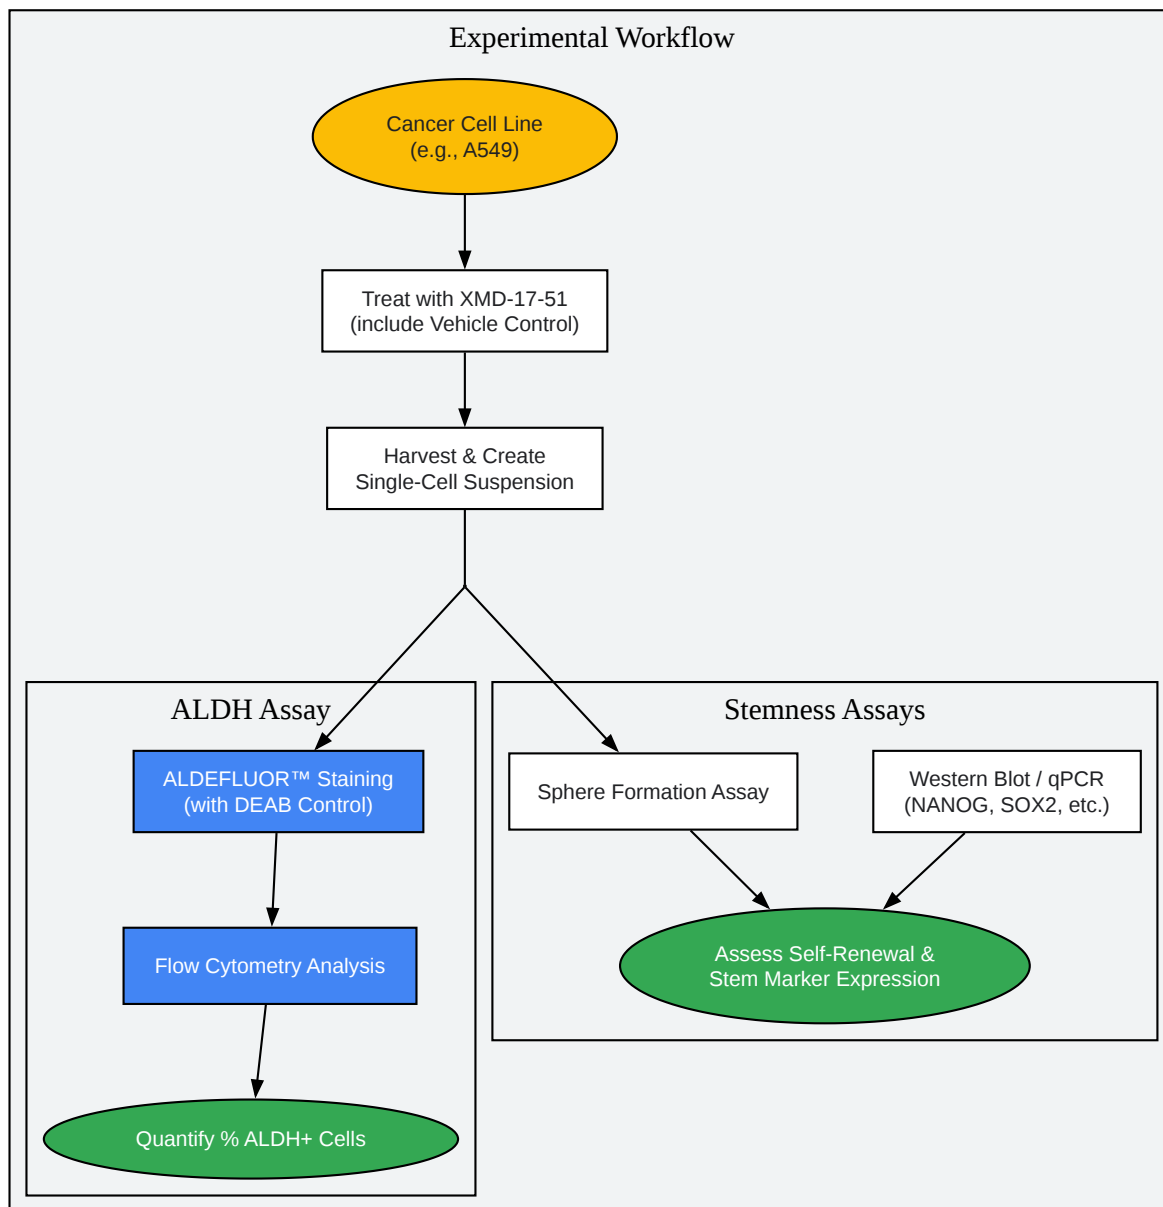 Experimental Workflow
Cancer Cell Line
(e.g., A549)
Treat with XMD-17-51
(include Vehicle Control)
Harvest & Create
Single-Cell Suspension
ALDH Assay
ALDEFLUOR™ Staining
(with DEAB Control)
Flow Cytometry Analysis
Quantify % ALDH+ Cells
Stemness Assays
Sphere Formation Assay
Western Blot / qPCR
(NANOG, SOX2, etc.)
Assess Self-Renewal &
Stem Marker Expression